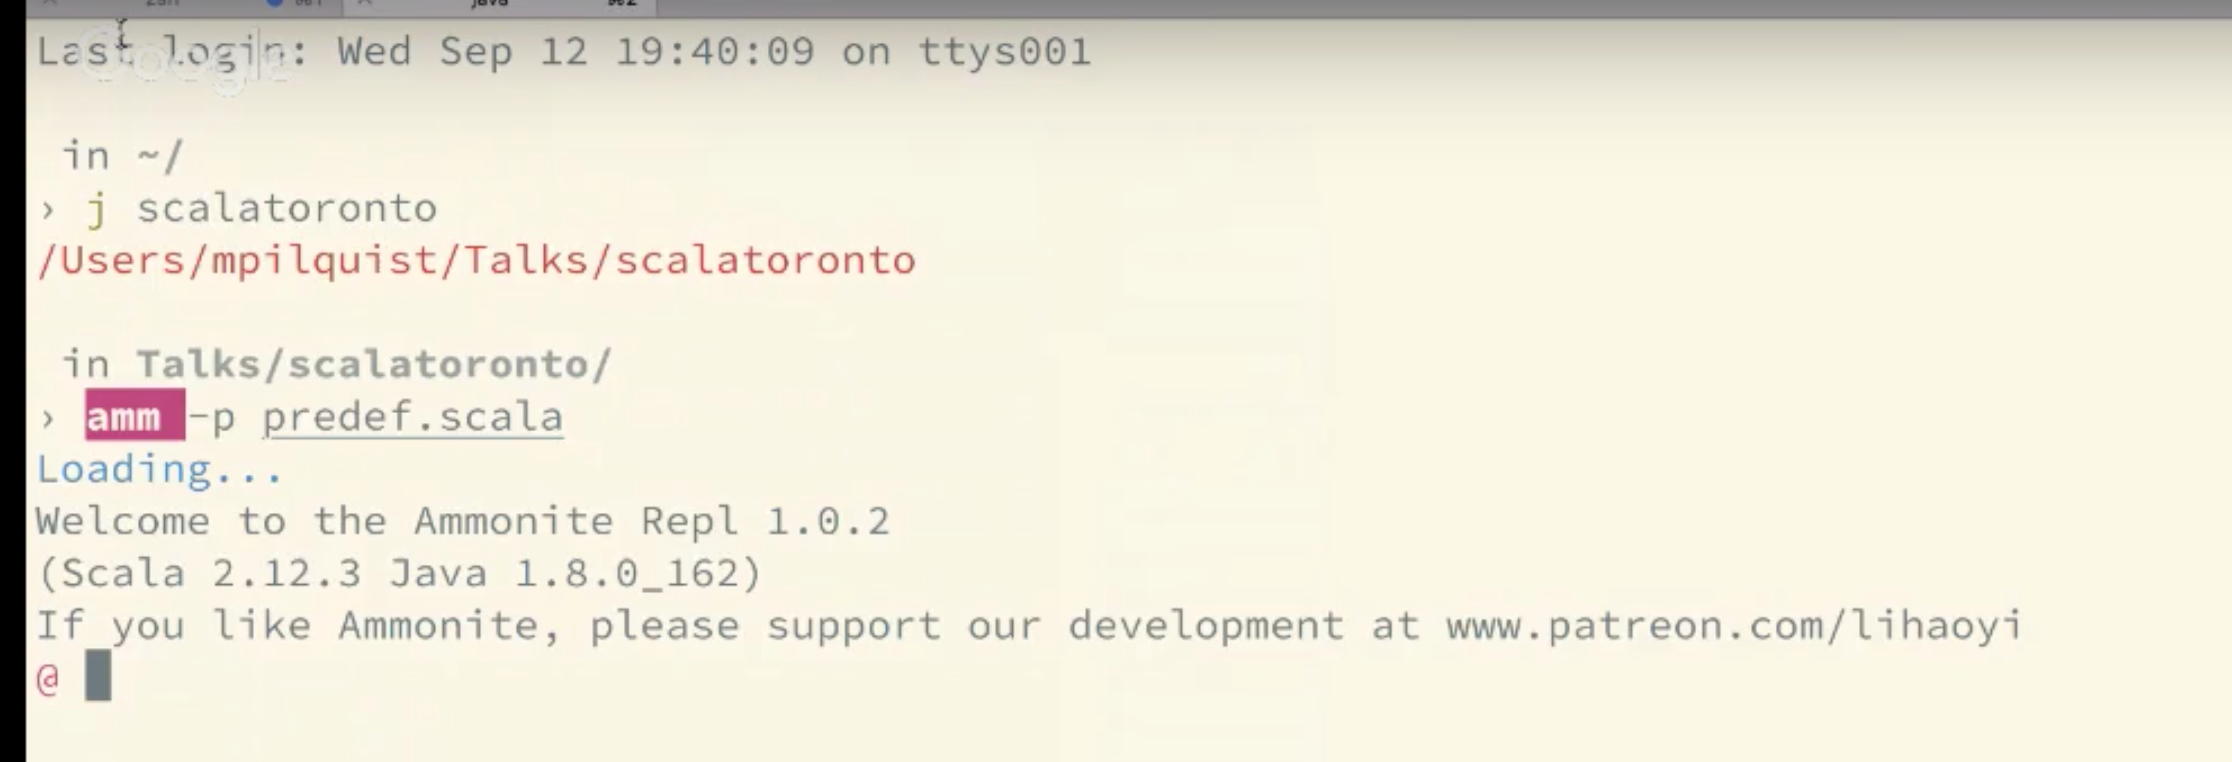 java
Last login: Wed Sep 12 19:40:09 on ttys001
Google
in ~/
› j scalatoronto
/Users/mpilquist/Talks/scalatoronto
in Talks/scalatoronto/
› amm -p predef.scala
Loading...
Welcome to the Ammonite Repl 1.0.2
(Scala 2.12.3 Java 1.8.0_162)
If you like Ammonite, please support our development at www.patreon.com/lihaoyi
@